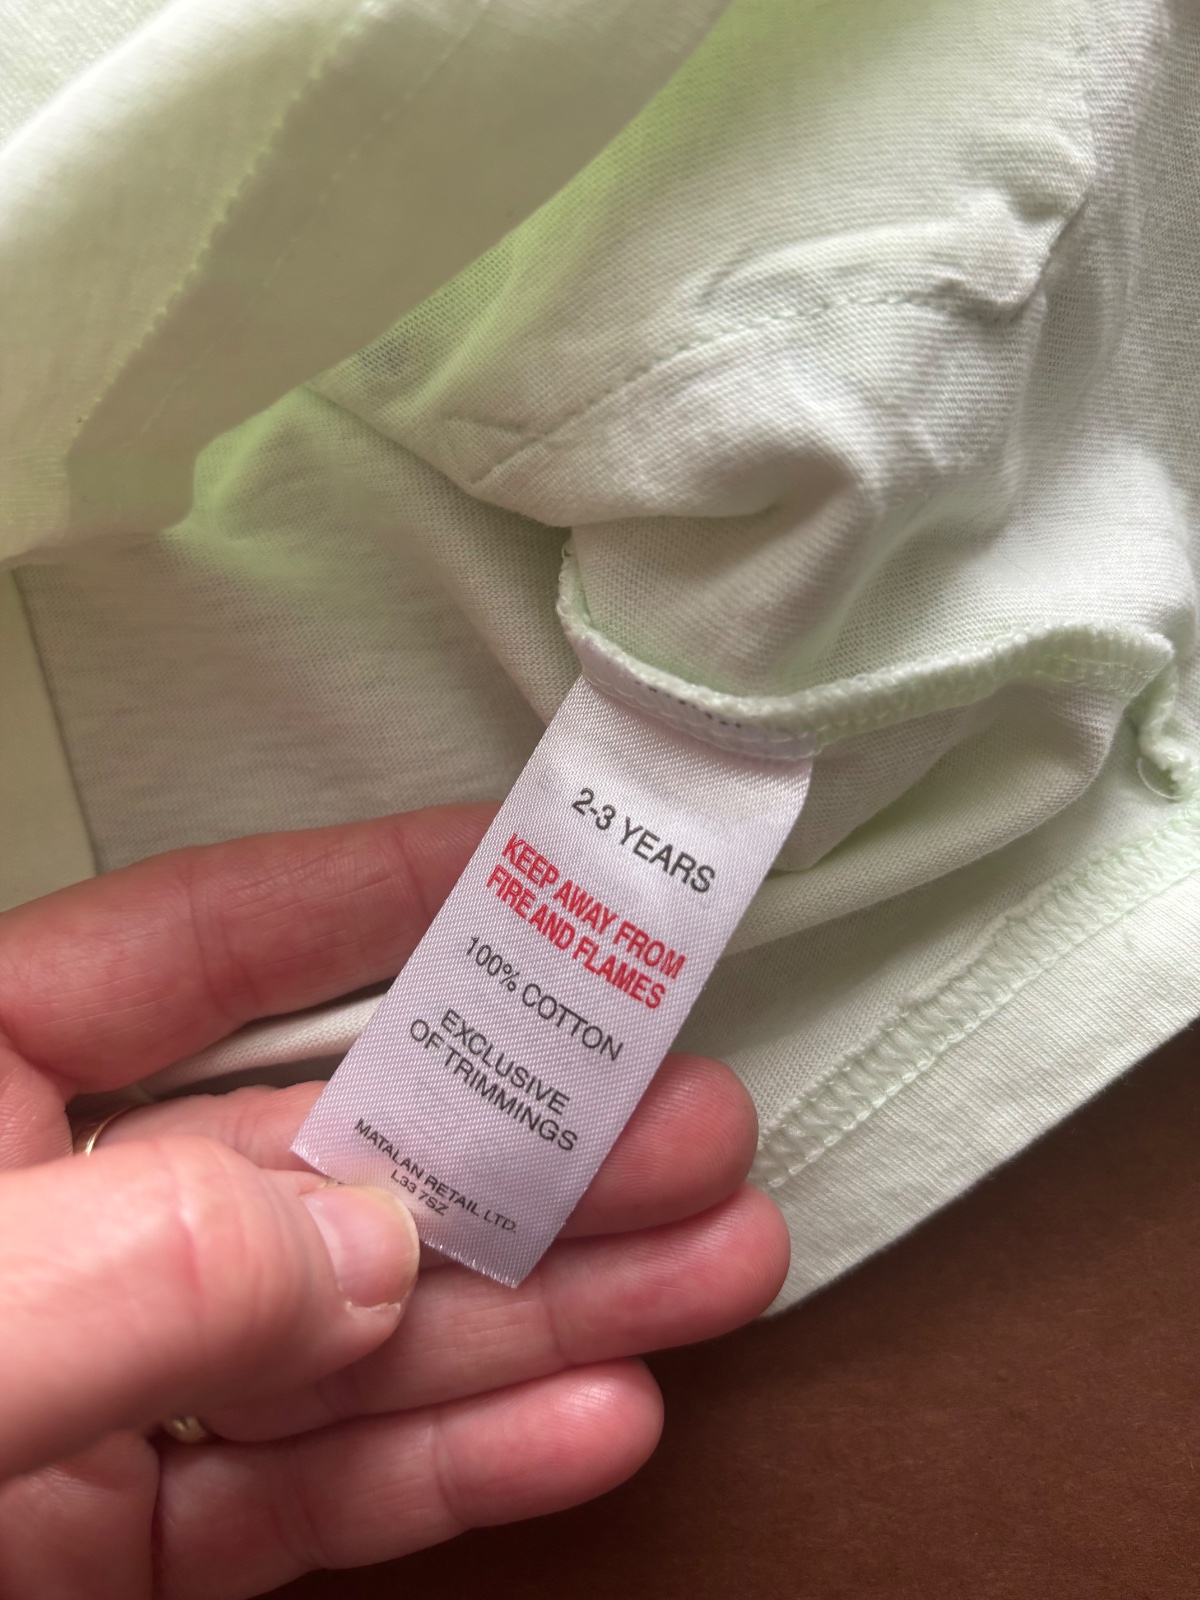 2-3 YEARS
KEEP AWAY FROM
FIRE AND FLAMES
100% COTTON
EXCLUSIVE
OF TRIMMINGS
MATALAN RETAIL LTD.
L33 7SZ